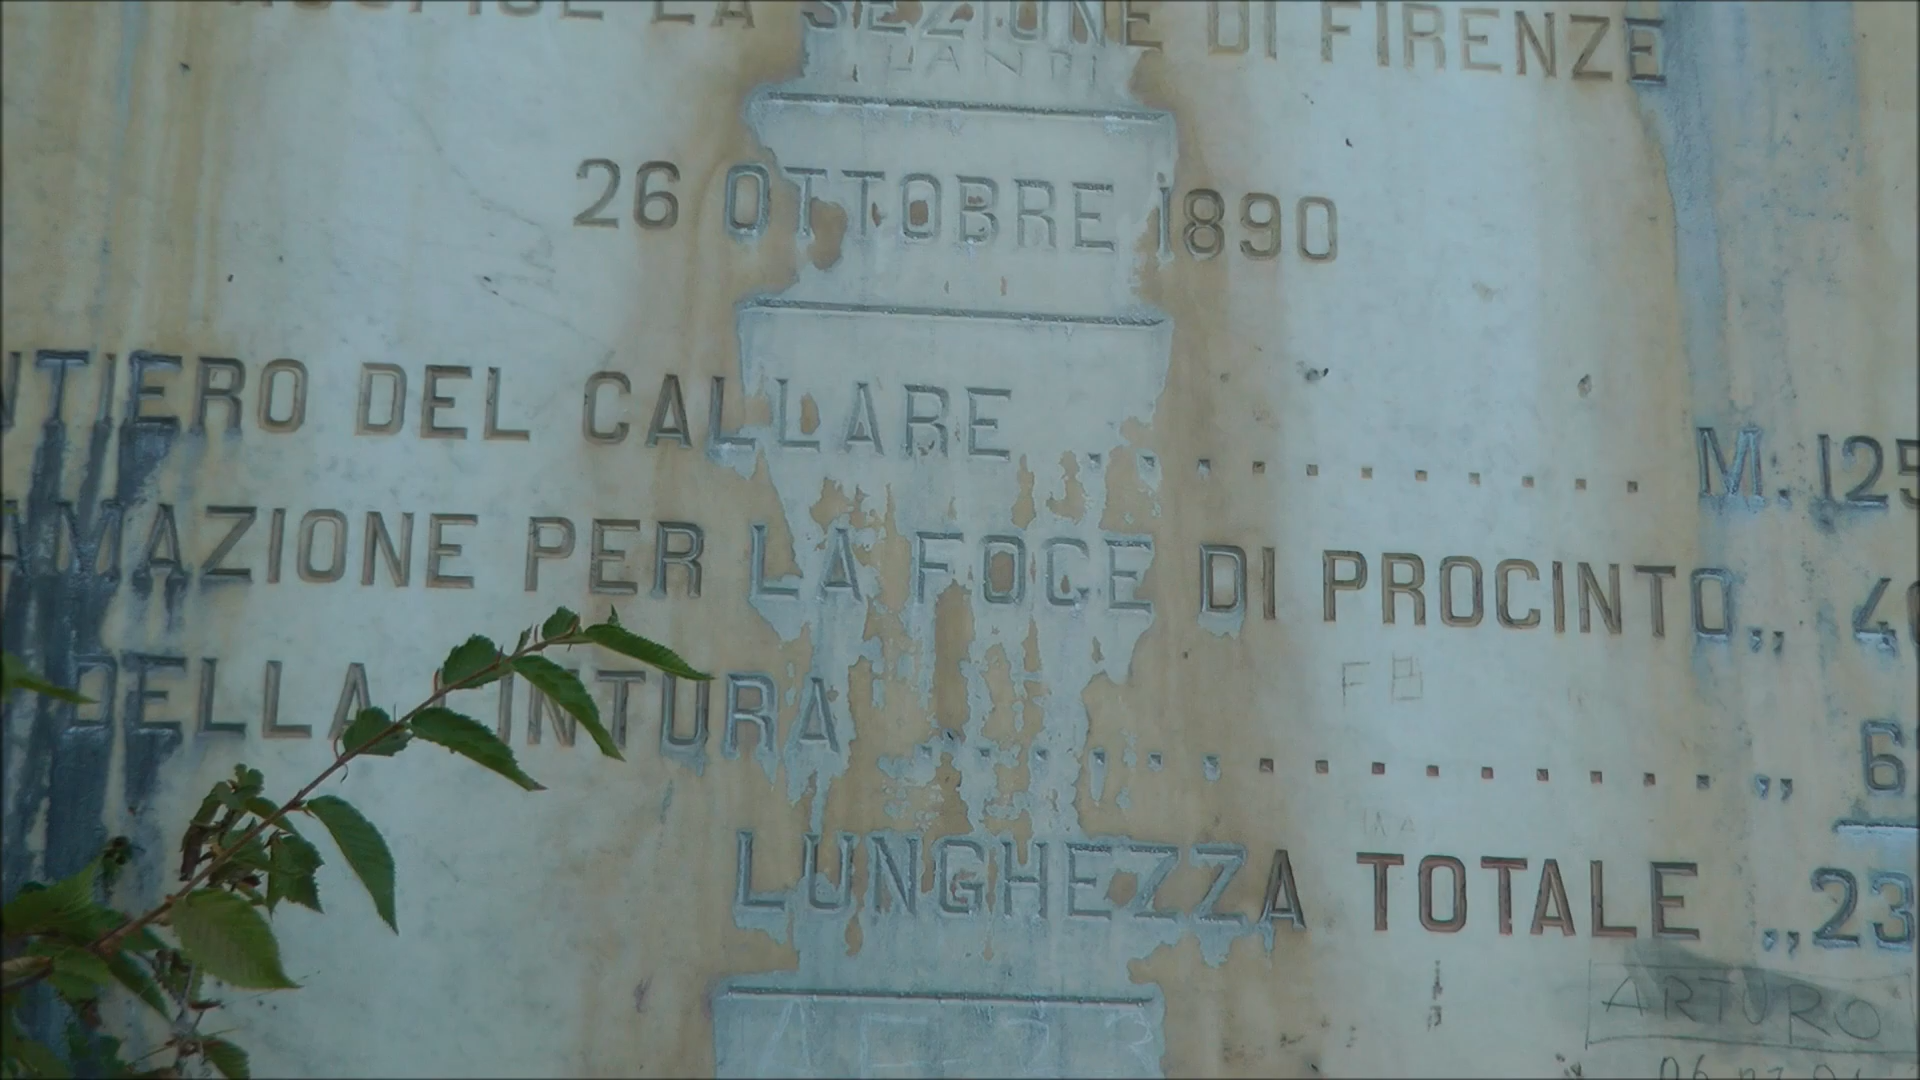 LA SEZIONE DI FIRENZE
26 OTTOBRE 1890
NTIERO DEL CALLARE .................... M. 125
AMAZIONE PER LA FOCE DI PROCINTO ,, 4
DELLA CINTURA .................... ,, 6
LUNGHEZZA TOTALE ,, 23
FB
ARTURO